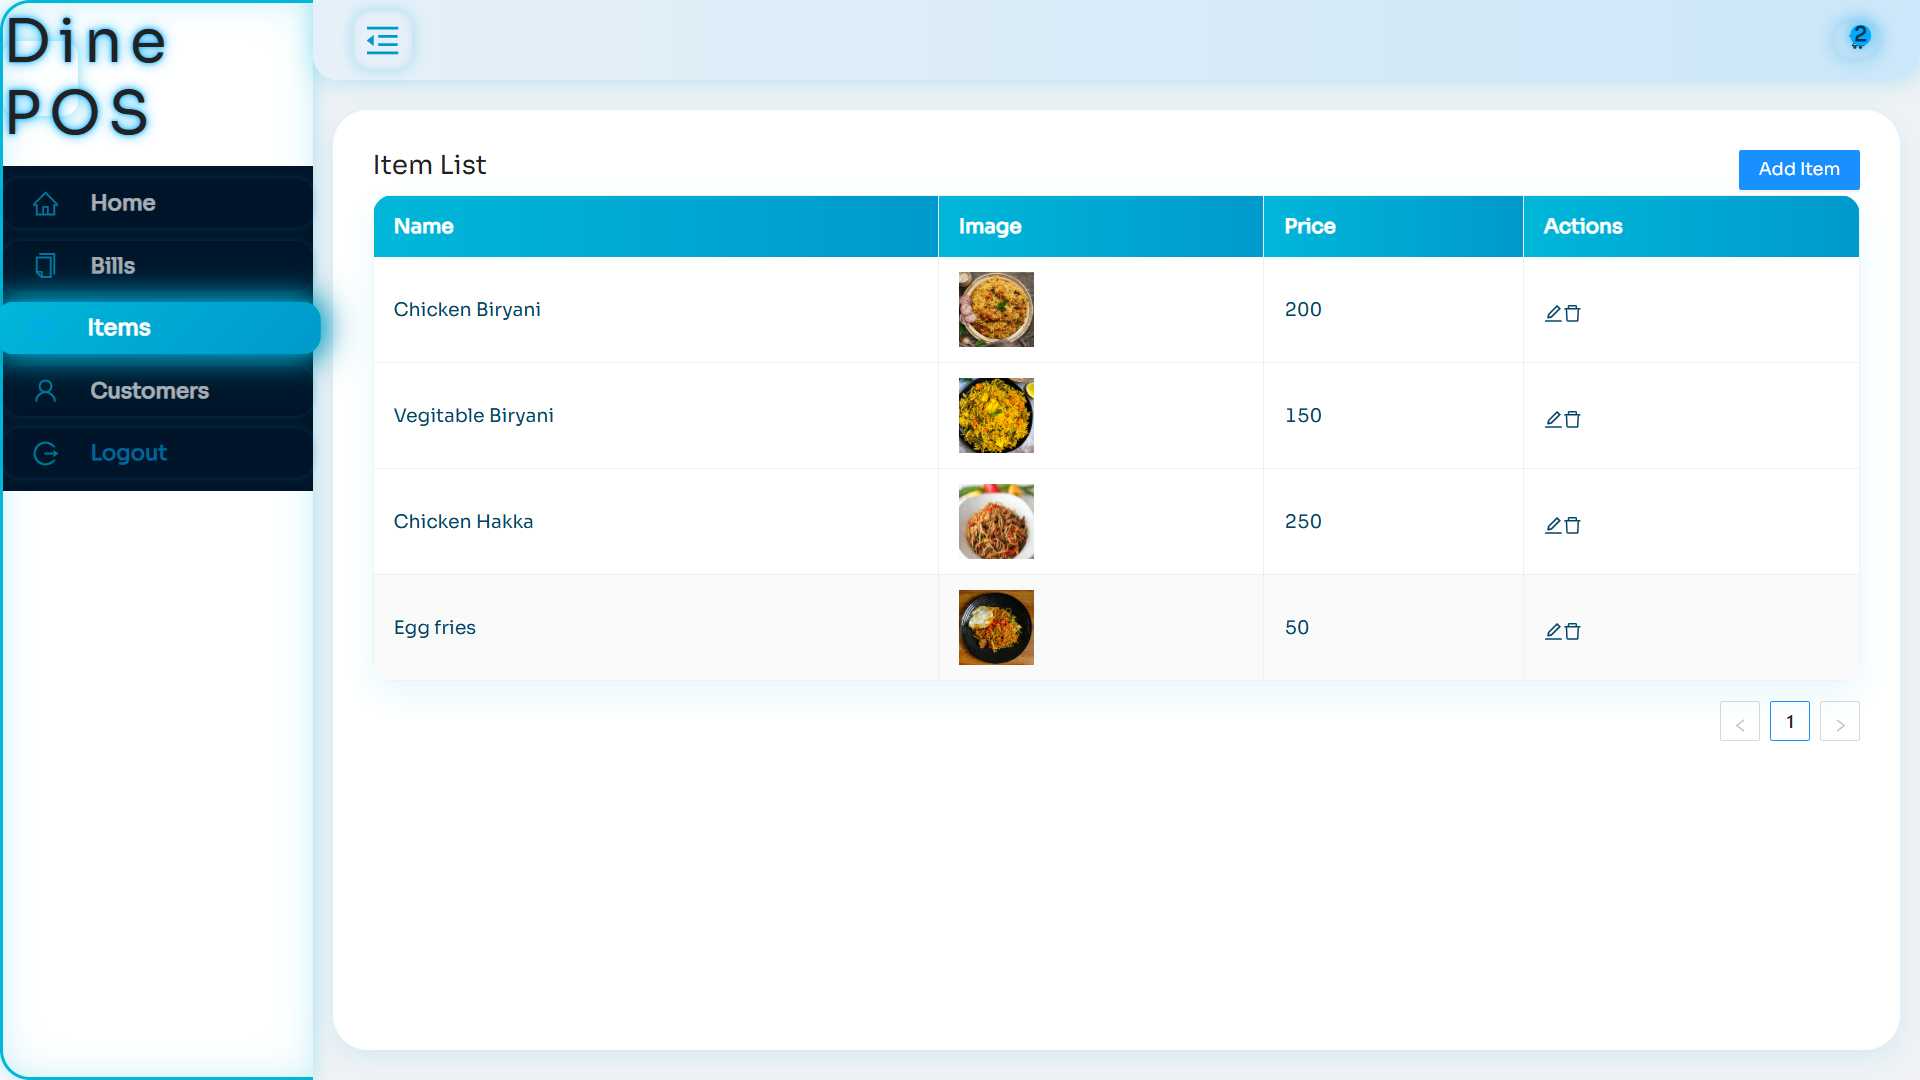 Dine
POS
2
Home
Bills
Items
Customers
Logout
Item List
Add Item
Name Image Price Actions
Chicken Biryani 200
Vegitable Biryani 150
Chicken Hakka 250
Egg fries 50
< 1 >